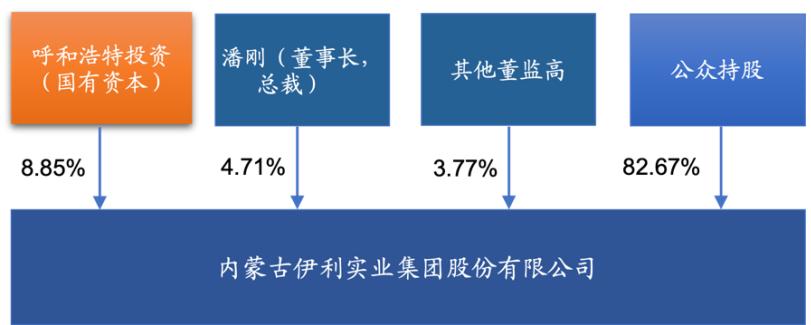 呼和浩特投资
（国有资本）
潘刚（董事长，
总裁）
其他董监高
公众持股
8.85%
4.71%
3.77%
82.67%
内蒙古伊利实业集团股份有限公司